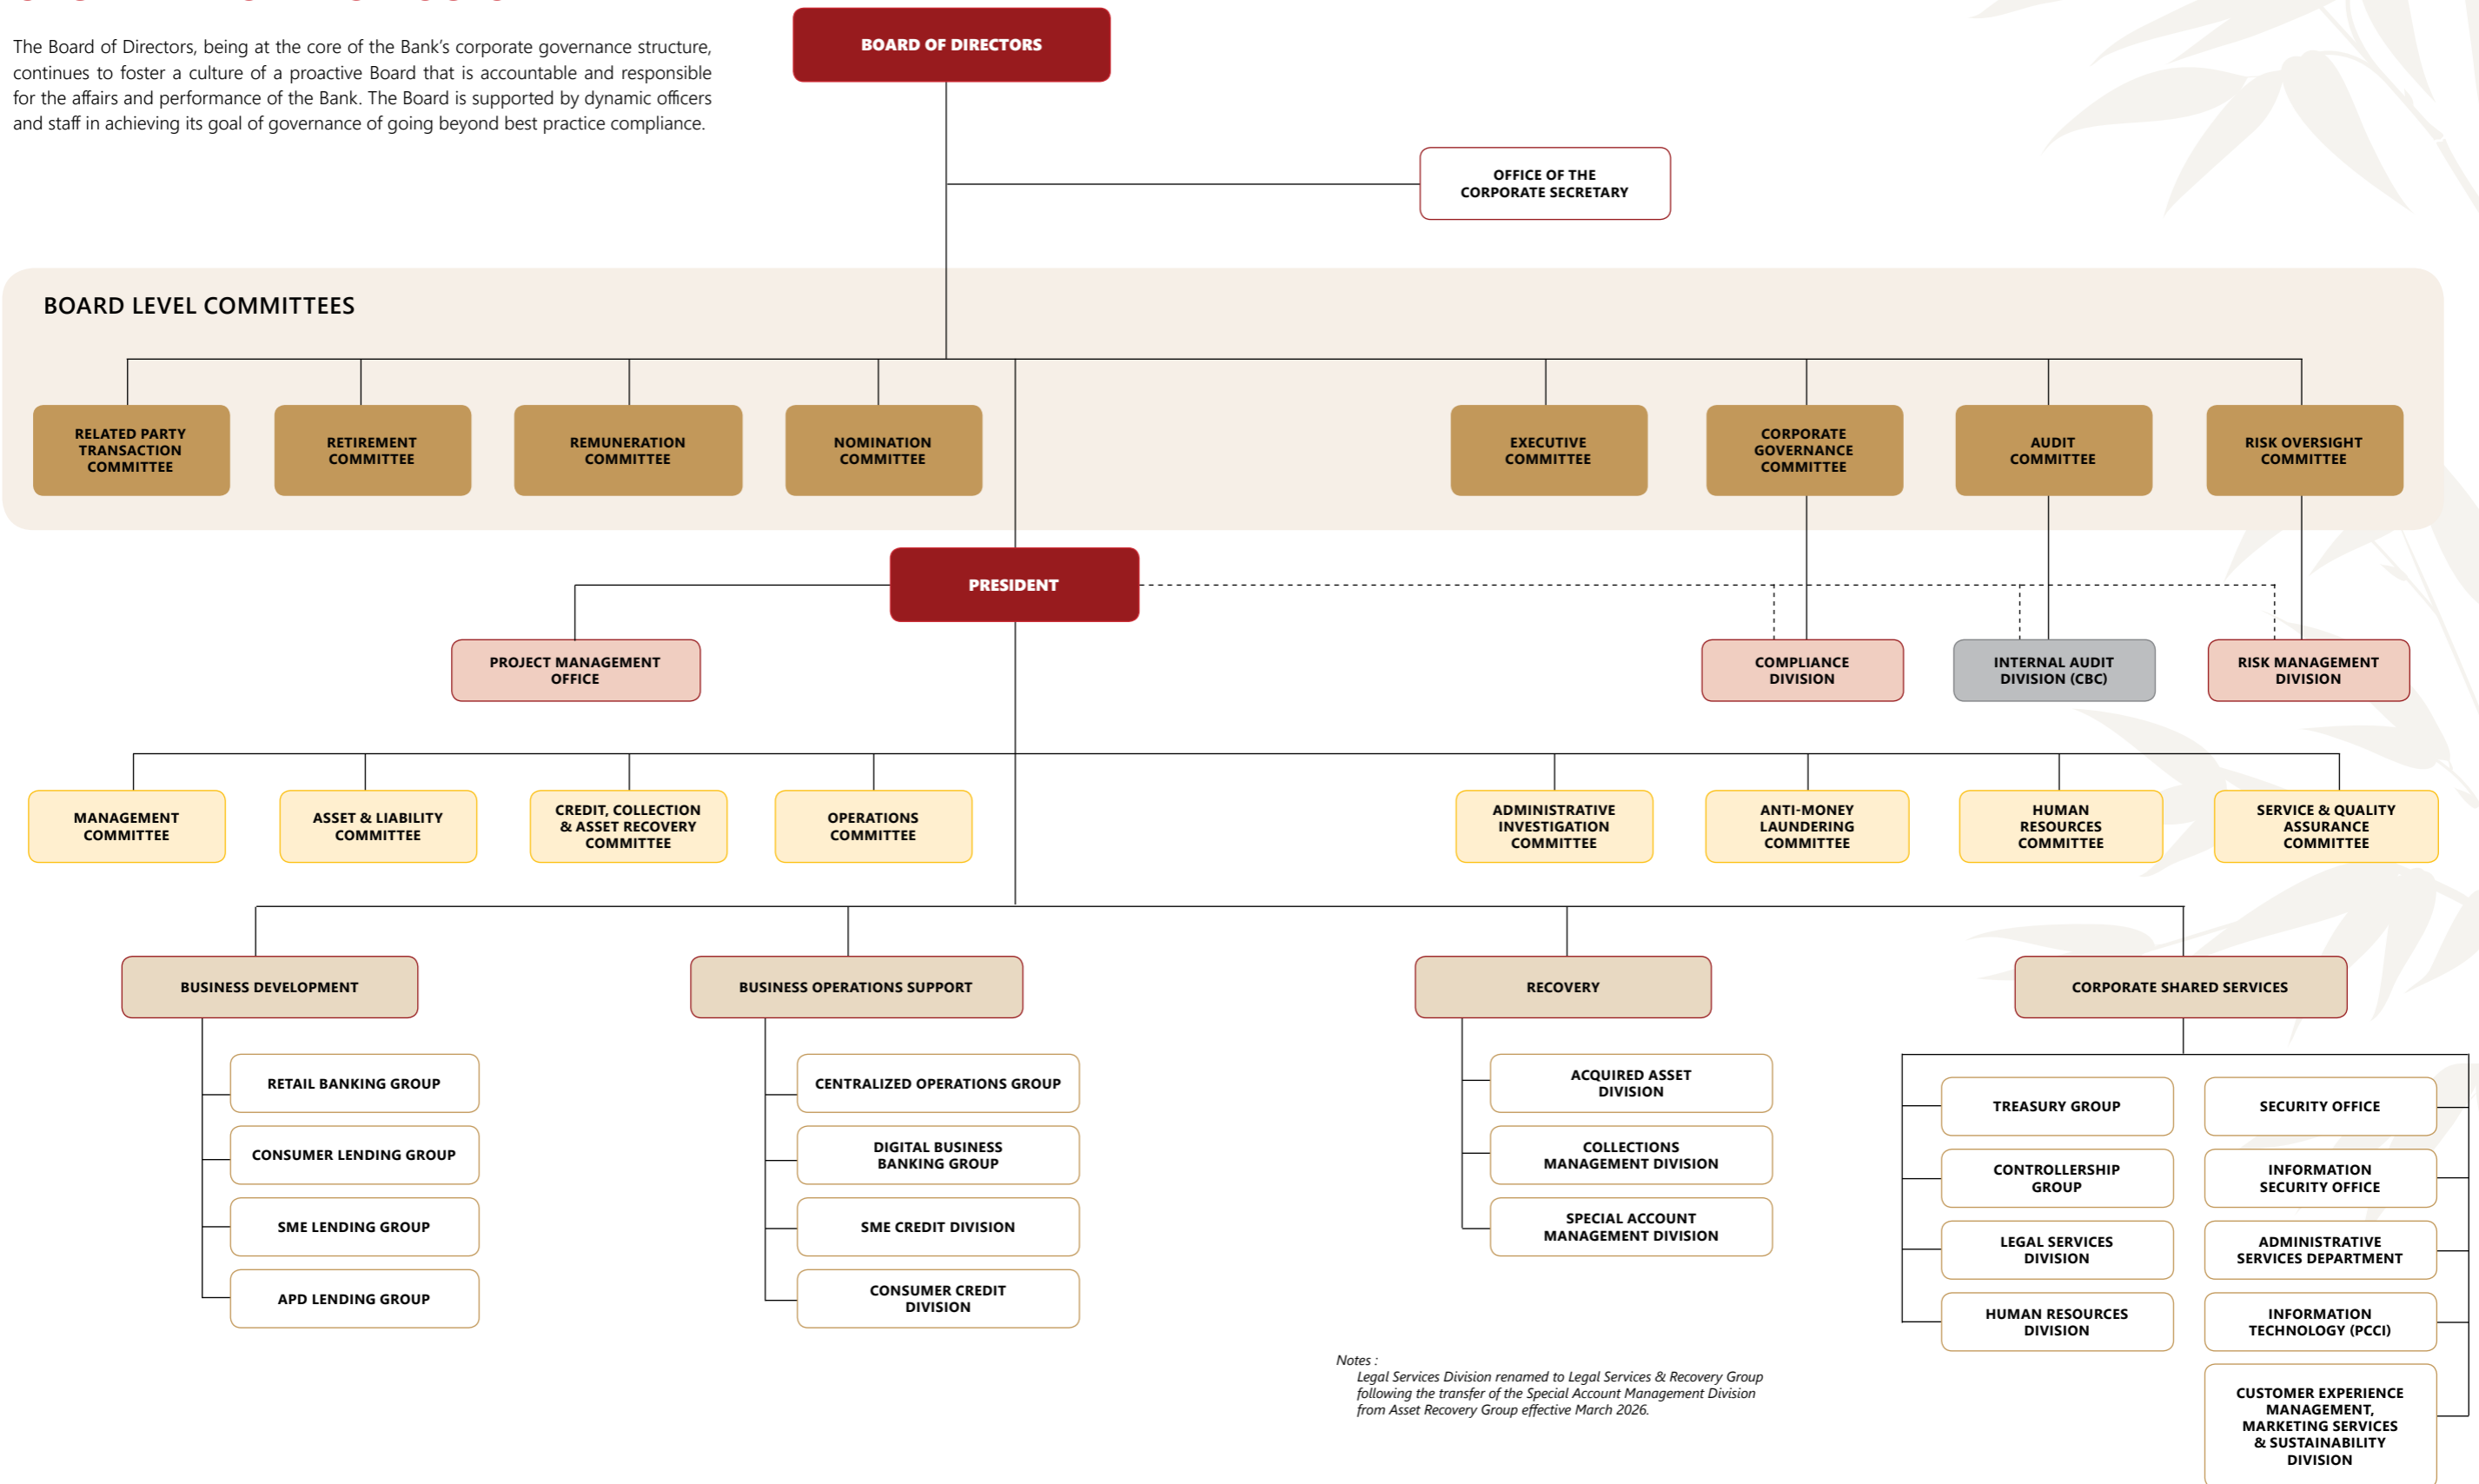 The Board of Directors, being at the core of the Bank’s corporate governance structure,
continues to foster a culture of a proactive Board that is accountable and responsible
for the affairs and performance of the Bank. The Board is supported by dynamic officers
and staff in achieving its goal of governance of going beyond best practice compliance.
BOARD OF DIRECTORS
OFFICE OF THE
CORPORATE SECRETARY
BOARD LEVEL COMMITTEES
RELATED PARTY
TRANSACTION
COMMITTEE
RETIREMENT
COMMITTEE
REMUNERATION
COMMITTEE
NOMINATION
COMMITTEE
EXECUTIVE
COMMITTEE
CORPORATE
GOVERNANCE
COMMITTEE
AUDIT
COMMITTEE
RISK OVERSIGHT
COMMITTEE
PRESIDENT
PROJECT MANAGEMENT
OFFICE
COMPLIANCE
DIVISION
INTERNAL AUDIT
DIVISION (CBC)
RISK MANAGEMENT
DIVISION
MANAGEMENT
COMMITTEE
ASSET & LIABILITY
COMMITTEE
CREDIT, COLLECTION
& ASSET RECOVERY
COMMITTEE
OPERATIONS
COMMITTEE
ADMINISTRATIVE
INVESTIGATION
COMMITTEE
ANTI-MONEY
LAUNDERING
COMMITTEE
HUMAN
RESOURCES
COMMITTEE
SERVICE & QUALITY
ASSURANCE
COMMITTEE
BUSINESS DEVELOPMENT
RETAIL BANKING GROUP
CONSUMER LENDING GROUP
SME LENDING GROUP
APD LENDING GROUP
BUSINESS OPERATIONS SUPPORT
CENTRALIZED OPERATIONS GROUP
DIGITAL BUSINESS
BANKING GROUP
SME CREDIT DIVISION
CONSUMER CREDIT
DIVISION
RECOVERY
ACQUIRED ASSET
DIVISION
COLLECTIONS
MANAGEMENT DIVISION
SPECIAL ACCOUNT
MANAGEMENT DIVISION
CORPORATE SHARED SERVICES
TREASURY GROUP
CONTROLLERSHIP
GROUP
LEGAL SERVICES
DIVISION
HUMAN RESOURCES
DIVISION
SECURITY OFFICE
INFORMATION
SECURITY OFFICE
ADMINISTRATIVE
SERVICES DEPARTMENT
INFORMATION
TECHNOLOGY (PCCI)
CUSTOMER EXPERIENCE
MANAGEMENT,
MARKETING SERVICES
& SUSTAINABILITY
DIVISION
Notes :
Legal Services Division renamed to Legal Services & Recovery Group
following the transfer of the Special Account Management Division
from Asset Recovery Group effective March 2026.